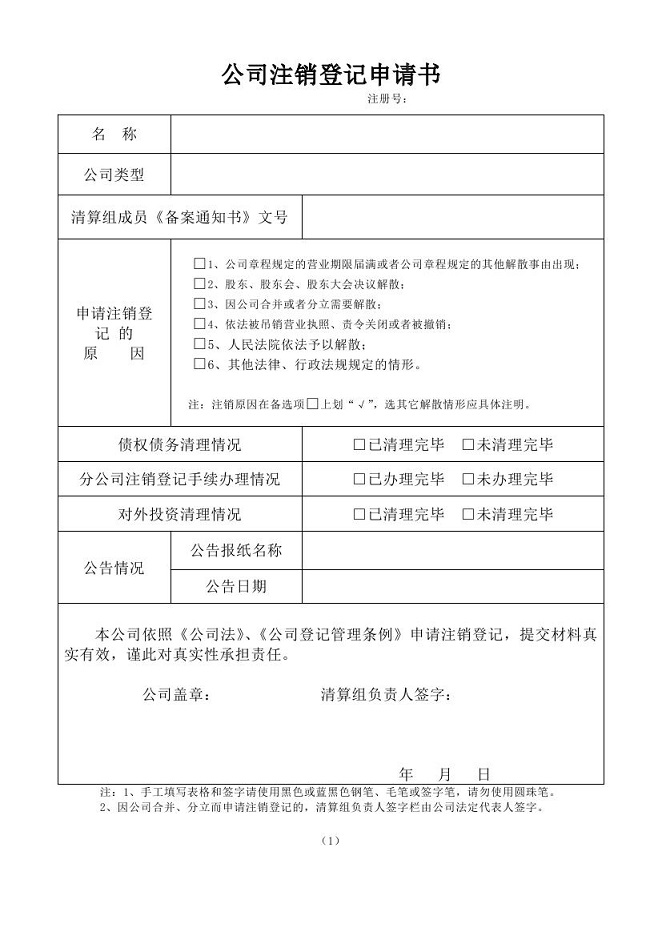 公司注销登记申请书
注册号：
名 称
公司类型
清算组成员《备案通知书》文号
申请注销登
记 的
原 因
□1、公司章程规定的营业期限届满或者公司章程规定的其他解散事由出现；
□2、股东、股东会、股东大会决议解散；
□3、因公司合并或者分立需要解散；
□4、依法被吊销营业执照、责令关闭或者被撤销；
□5、人民法院依法予以解散；
□6、其他法律、行政法规规定的情形。
注：注销原因在备选项□上划“√”，选其它解散情形应具体注明。
债权债务清理情况 □已清理完毕 □未清理完毕
分公司注销登记手续办理情况 □已办理完毕 □未办理完毕
对外投资清理情况 □已清理完毕 □未清理完毕
公告情况
公告报纸名称
公告日期
本公司依照《公司法》、《公司登记管理条例》申请注销登记，提交材料真
实有效，谨此对真实性承担责任。
公司盖章： 清算组负责人签字：
年 月 日
注：1、手工填写表格和签字请使用黑色或蓝黑色钢笔、毛笔或签字笔，请勿使用圆珠笔。
2、因公司合并、分立而申请注销登记的，清算组负责人签字栏由公司法定代表人签字。
（1）